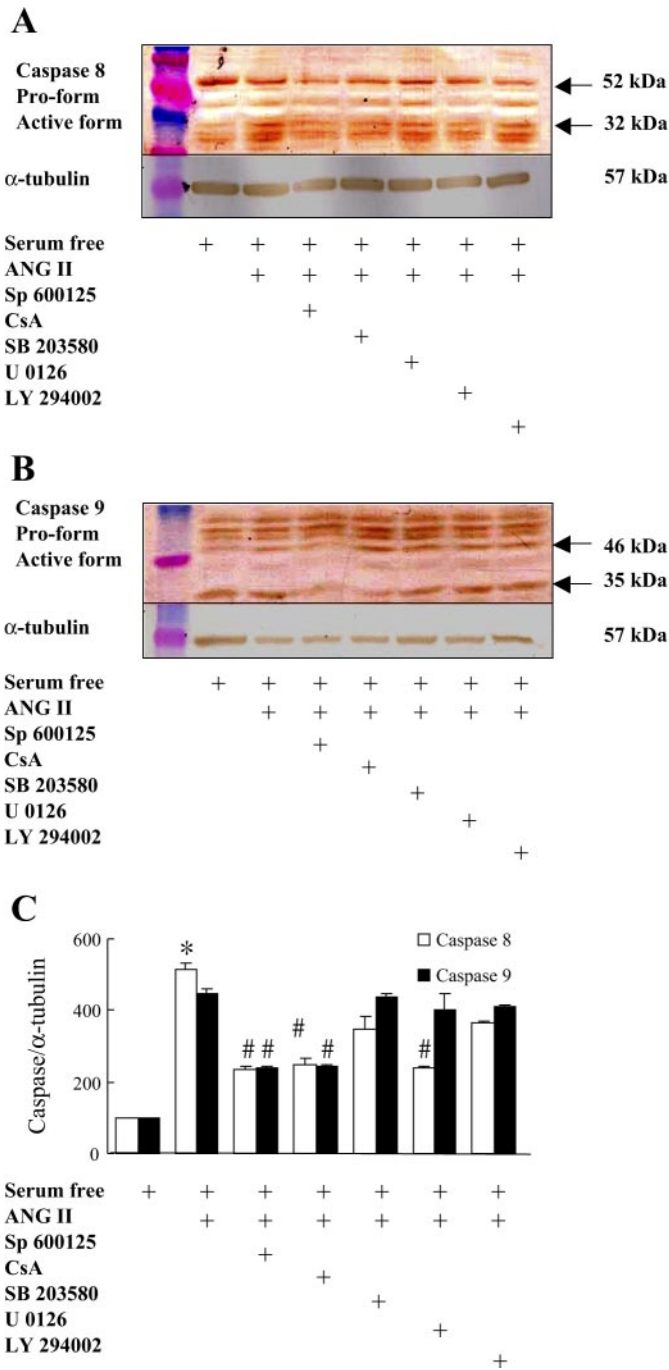 A
Caspase 8
Pro-form
Active form
52 kDa
32 kDa
α-tubulin
57 kDa
Serum free + + + + + + +
ANG II + + + + + +
Sp 600125 +
CsA +
SB 203580 +
U 0126 +
LY 294002 +
B
Caspase 9
Pro-form
Active form
46 kDa
35 kDa
α-tubulin
57 kDa
Serum free + + + + + + +
ANG II + + + + + +
Sp 600125 +
CsA +
SB 203580 +
U 0126 +
LY 294002 +
C
Caspase/α-tubulin
600
400
200
0
Caspase 8
Caspase 9
*
# # # # #
Serum free + + + + + + +
ANG II + + + + + +
Sp 600125 +
CsA +
SB 203580 +
U 0126 +
LY 294002 +